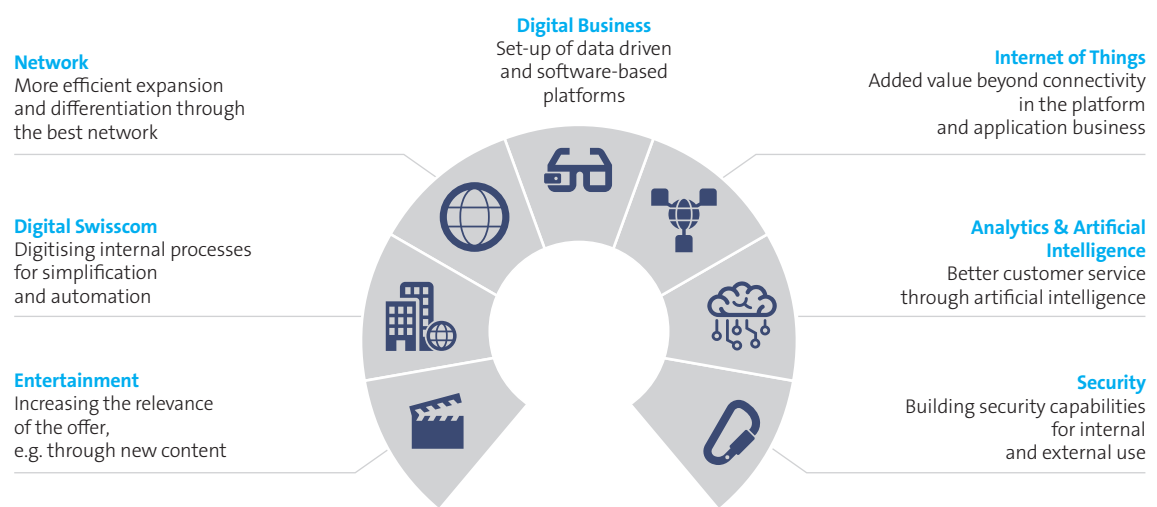 Digital Business
Set-up of data driven
and software-based
platforms
Network
More efficient expansion
and differentiation through
the best network
Internet of Things
Added value beyond connectivity
in the platform
and application business
Digital Swisscom
Digitising internal processes
for simplification
and automation
Analytics & Artificial
Intelligence
Better customer service
through artificial intelligence
Entertainment
Increasing the relevance
of the offer,
e.g. through new content
Security
Building security capabilities
for internal
and external use